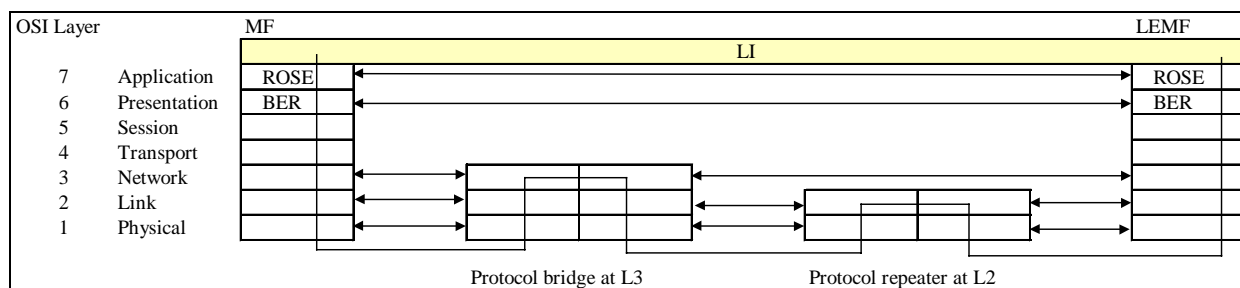 OSI Layer MF LEMF
LI
7 Application ROSE ROSE
6 Presentation BER BER
5 Session
4 Transport
3 Network
2 Link
1 Physical
Protocol bridge at L3 Protocol repeater at L2